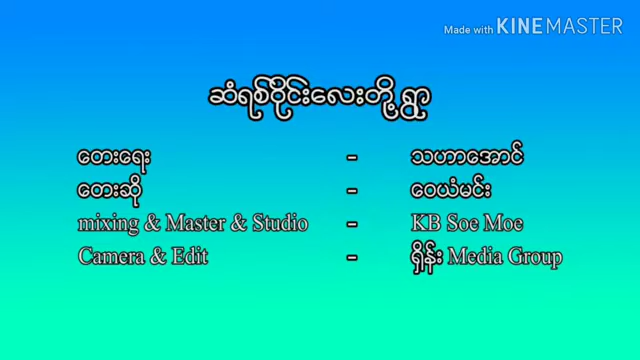 Made with KINEMASTER
ဆံရစ်ဝိုင်းလေးတို့ရွာ
တေးရေး - သဟာအောင်
တေးဆို - ဝေယံမင်း
mixing & Master & Studio - KB Soe Moe
Camera & Edit - ရှိန်း Media Group